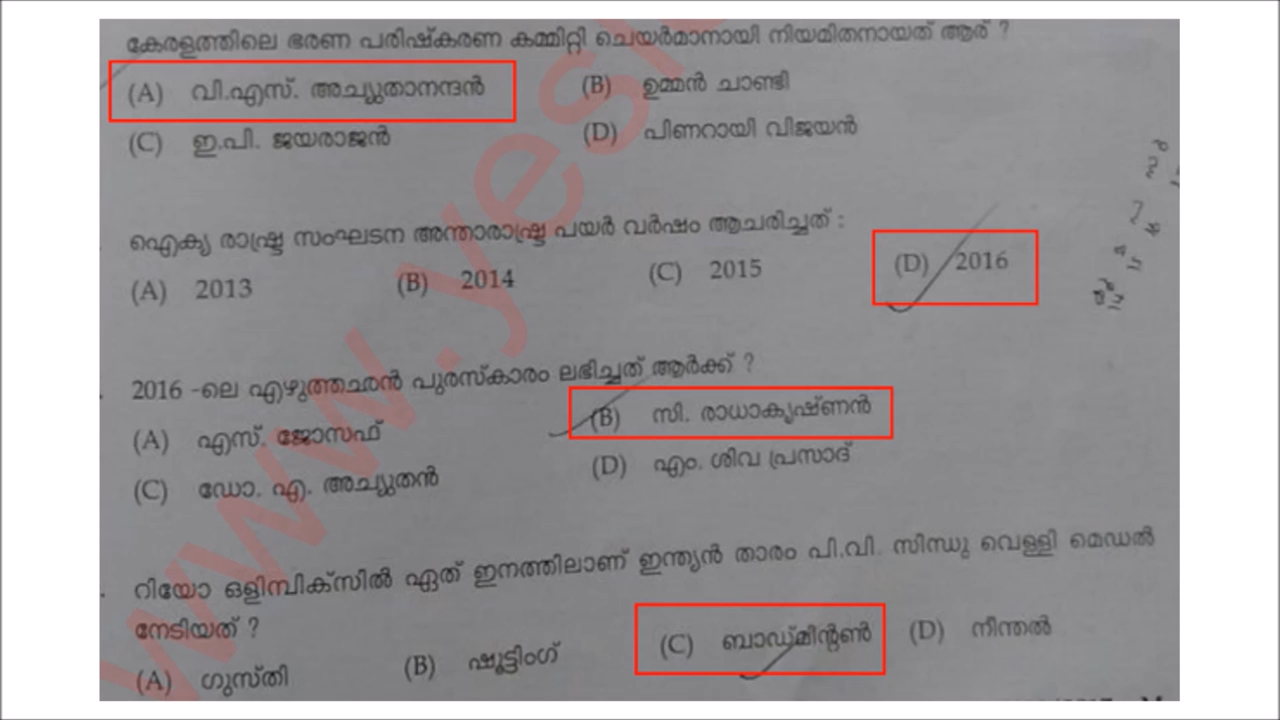 കേരളത്തിലെ ഭരണ പരിഷ്കരണ കമ്മിറ്റി ചെയർമാനായി നിയമിതനായത് ആര് ?
(A) വി.എസ്. അച്യുതാനന്ദൻ (B) ഉമ്മൻ ചാണ്ടി
(C) ഇ.പി. ജയരാജൻ (D) പിണറായി വിജയൻ
ഐക്യ രാഷ്ട്ര സംഘടന അന്താരാഷ്ട്ര പയർ വർഷം ആചരിച്ചത് :
(A) 2013 (B) 2014 (C) 2015 (D) 2016
2016 -ലെ എഴുത്തച്ഛൻ പുരസ്കാരം ലഭിച്ചത് ആർക്ക് ?
(A) എസ്. ജോസഫ് (B) സി. രാധാകൃഷ്ണൻ
(C) ഡോ. എ. അച്യുതൻ (D) എം. ശിവ പ്രസാദ്
റിയോ ഒളിമ്പിക്സിൽ ഏത് ഇനത്തിലാണ് ഇന്ത്യൻ താരം പി.വി. സിന്ധു വെള്ളി മെഡൽ
നേടിയത് ?
(A) ഗുസ്തി (B) ഷൂട്ടിംഗ് (C) ബാഡ്മിന്റൺ (D) നീന്തൽ
www.yes